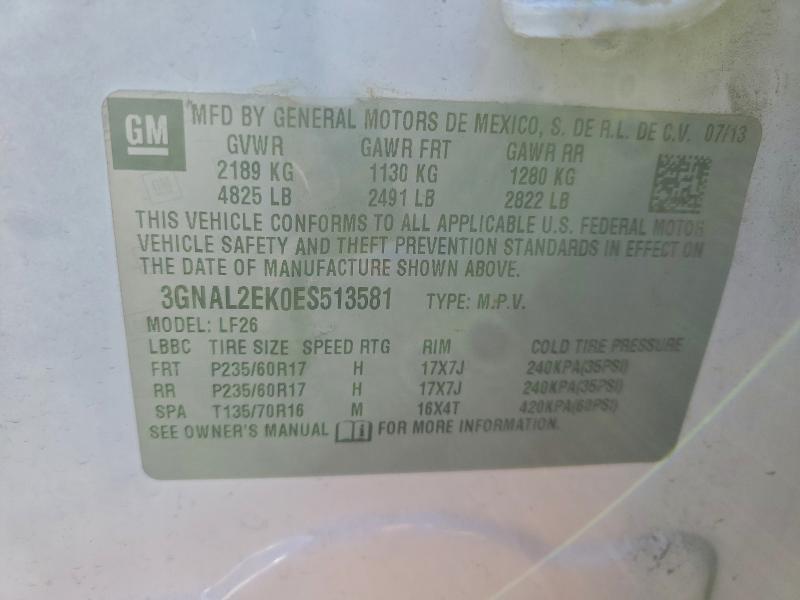 GM MFD BY GENERAL MOTORS DE MEXICO, S. DE R.L. DE C.V. 07/13
GVWR GAWR FRT GAWR RR
2189 KG 1130 KG 1280 KG
4825 LB 2491 LB 2822 LB
THIS VEHICLE CONFORMS TO ALL APPLICABLE U.S. FEDERAL MOTOR
VEHICLE SAFETY AND THEFT PREVENTION STANDARDS IN EFFECT ON
THE DATE OF MANUFACTURE SHOWN ABOVE.
3GNAL2EK0ES513581 TYPE: M.P.V.
MODEL: LF26
LBBC TIRE SIZE SPEED RTG RIM COLD TIRE PRESSURE
FRT P235/60R17 H 17X7J 240KPA(35PSI)
RR P235/60R17 H 17X7J 240KPA(35PSI)
SPA T135/70R16 M 16X4T 420KPA(60PSI)
SEE OWNER'S MANUAL FOR MORE INFORMATION.